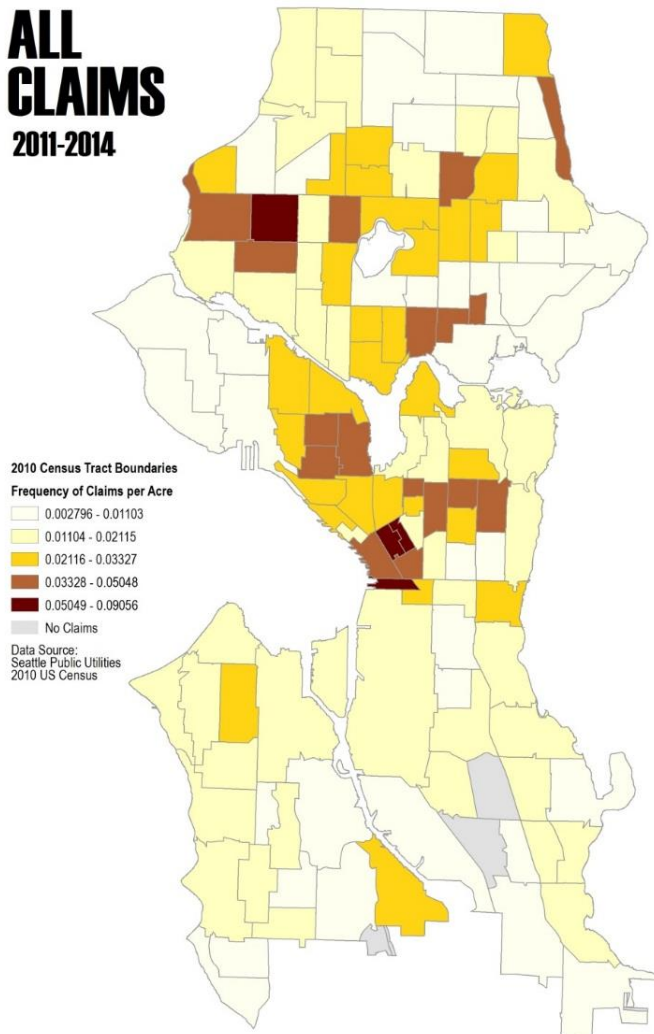 ALL
CLAIMS
2011-2014
2010 Census Tract Boundaries
Frequency of Claims per Acre
0.002796 - 0.01103
0.01104 - 0.02115
0.02116 - 0.03327
0.03328 - 0.05048
0.05049 - 0.09056
No Claims
Data Source:
Seattle Public Utilities
2010 US Census